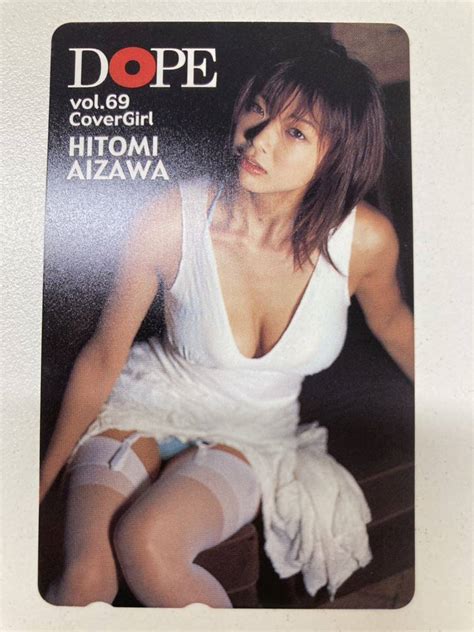 DOPE
vol.69
CoverGirl
HITOMI
AIZAWA